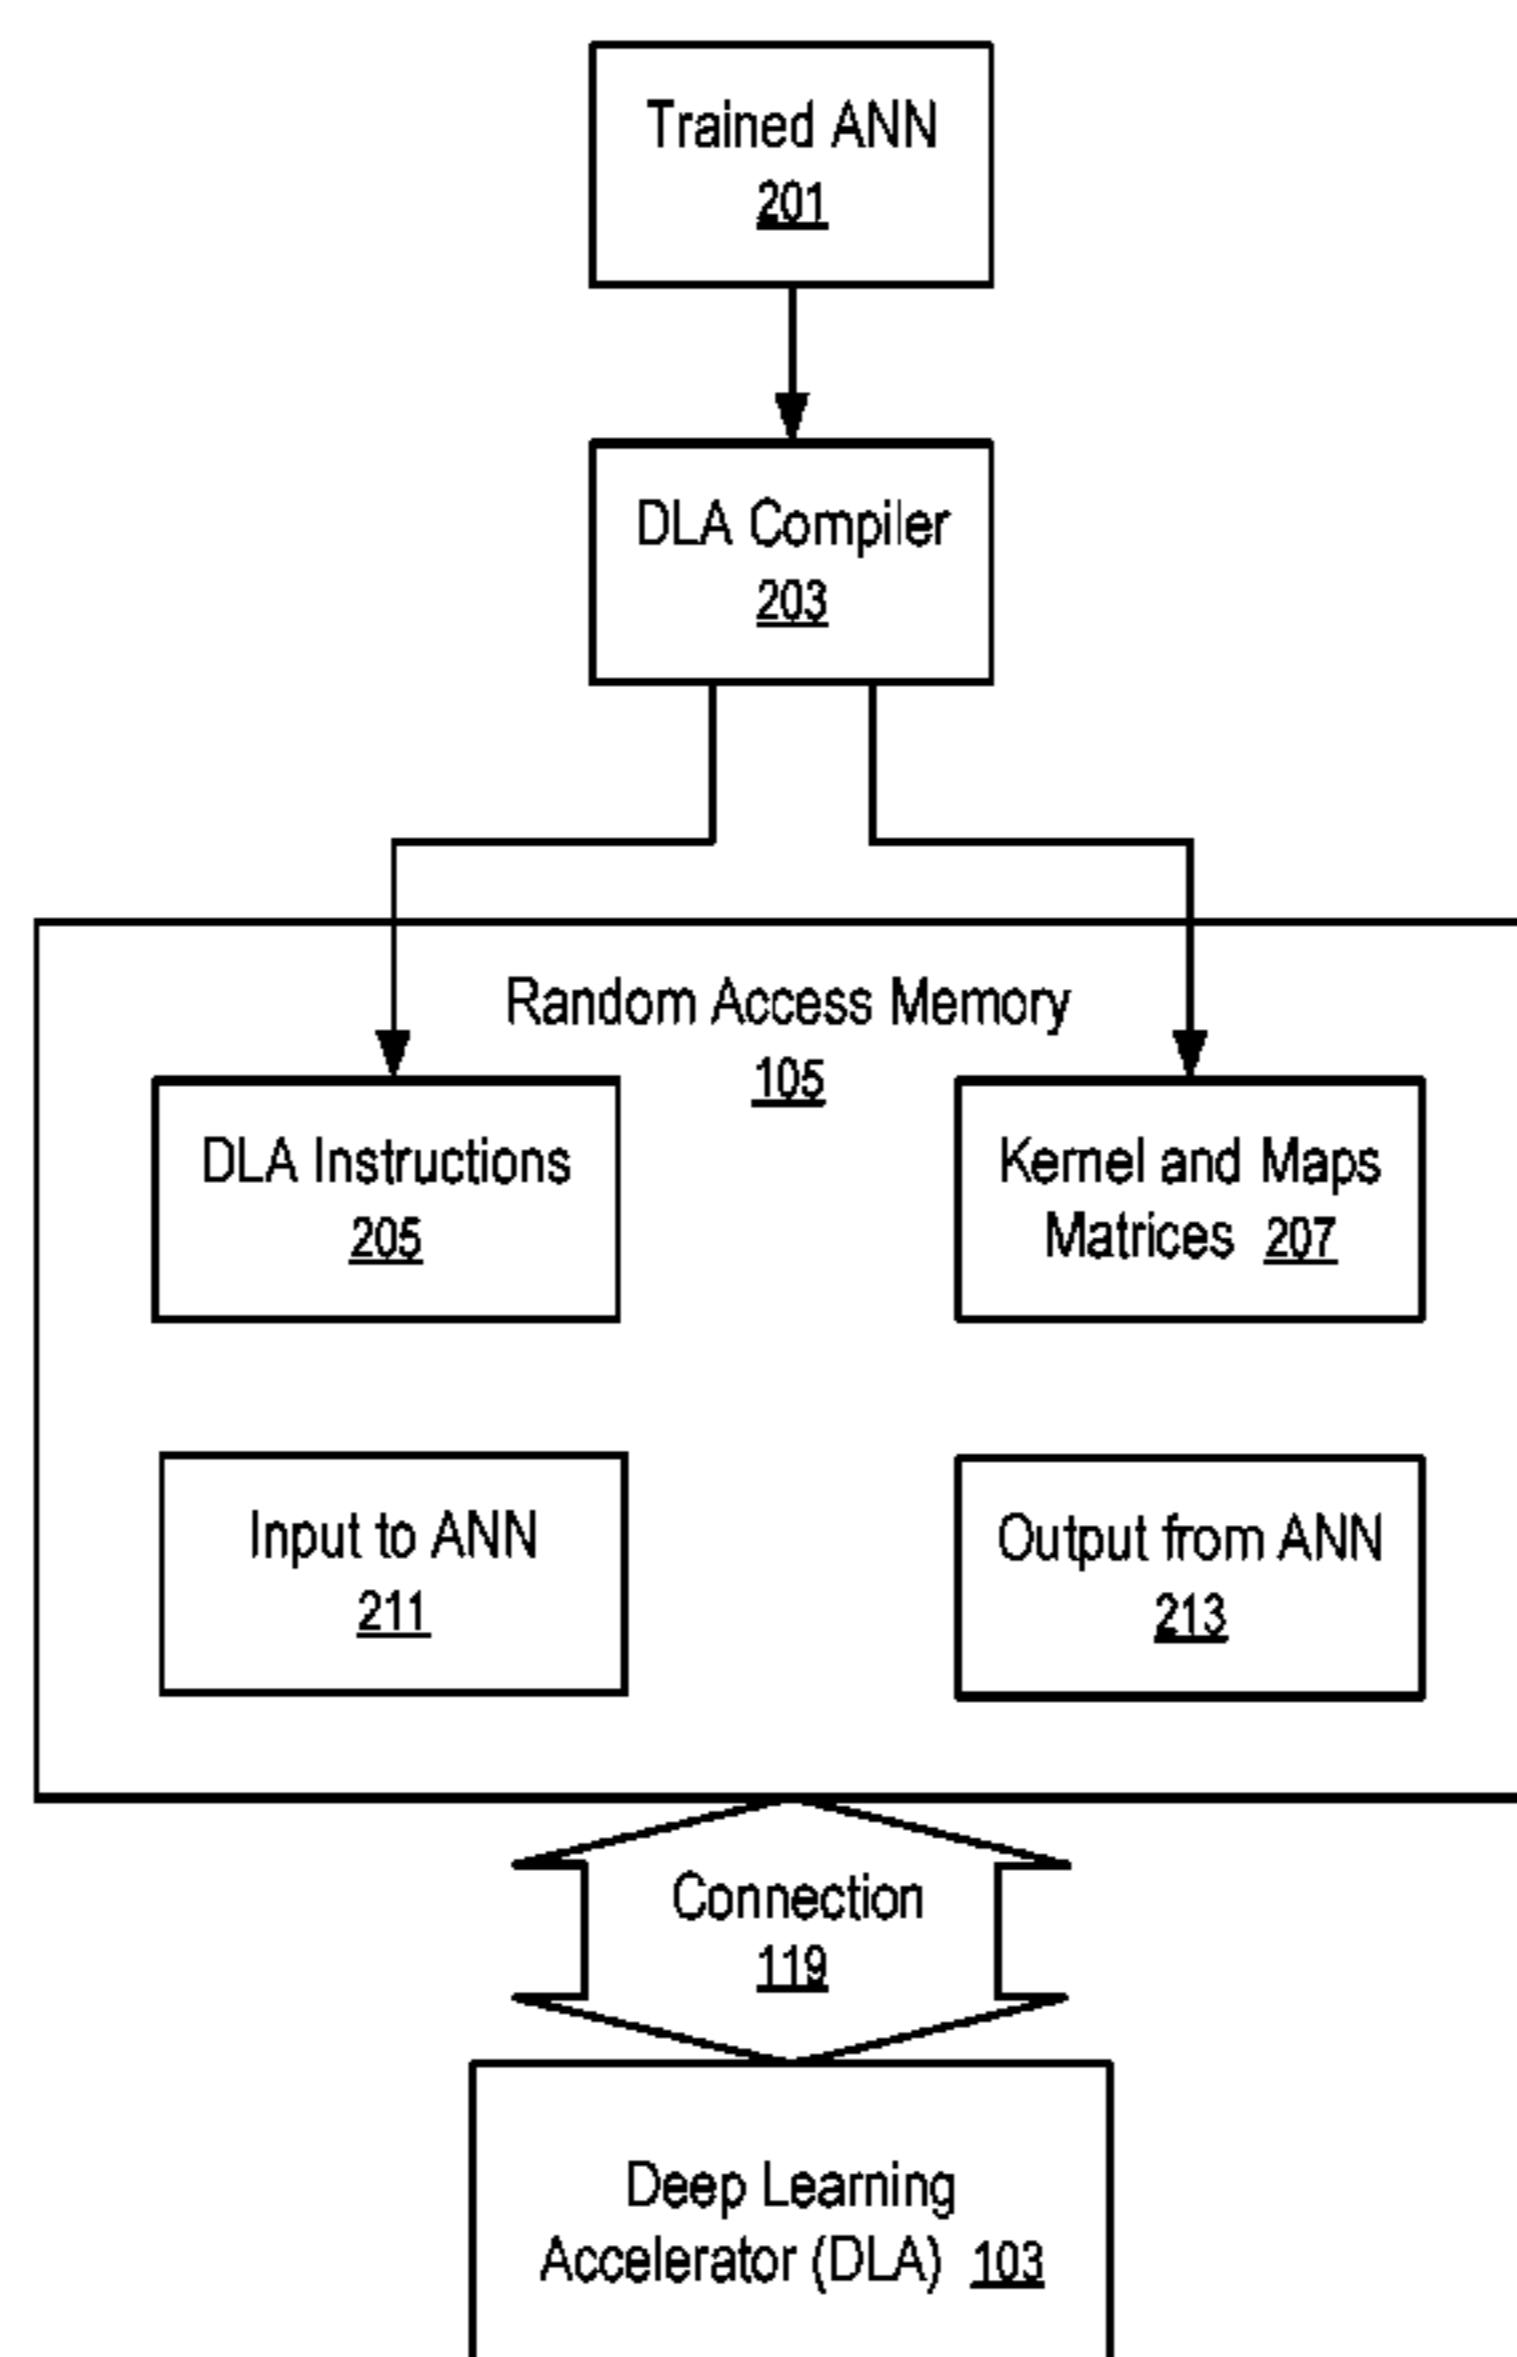 Trained ANN
201
DLA Compiler
203
Random Access Memory
105
DLA Instructions
205
Kernel and Maps
Matrices 207
Input to ANN
211
Output from ANN
213
Connection
119
Deep Learning
Accelerator (DLA) 103